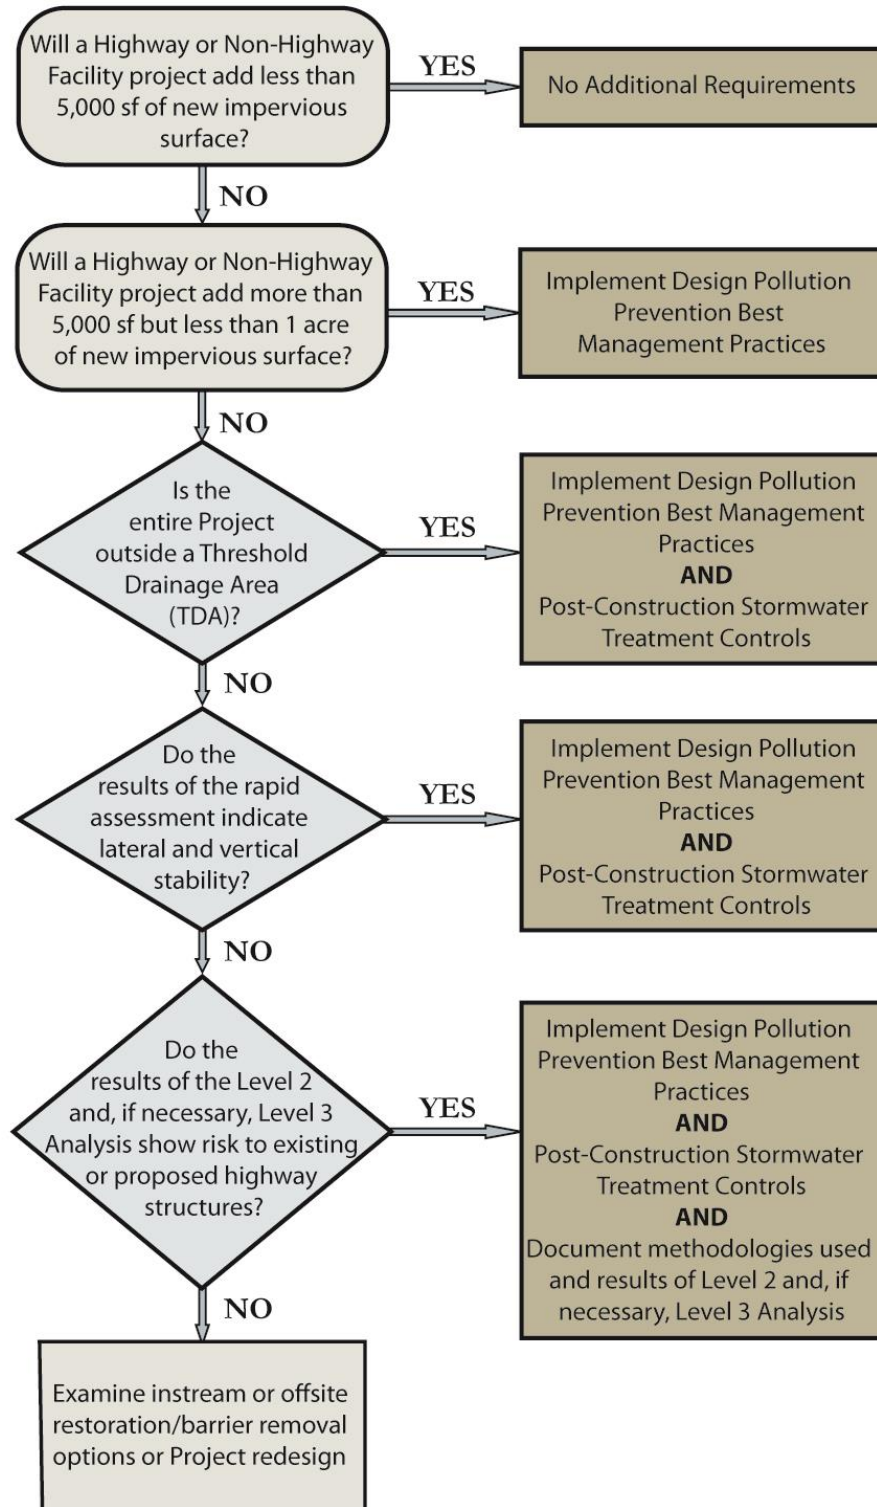 Will a Highway or Non-Highway
Facility project add less than
5,000 sf of new impervious
surface?
YES
No Additional Requirements
NO
Will a Highway or Non-Highway
Facility project add more than
5,000 sf but less than 1 acre
of new impervious surface?
YES
Implement Design Pollution
Prevention Best
Management Practices
NO
Is the
entire Project
outside a Threshold
Drainage Area
(TDA)?
YES
Implement Design Pollution
Prevention Best Management
Practices
AND
Post-Construction Stormwater
Treatment Controls
NO
Do the
results of the rapid
assessment indicate
lateral and vertical
stability?
YES
Implement Design Pollution
Prevention Best Management
Practices
AND
Post-Construction Stormwater
Treatment Controls
NO
Do the
results of the Level 2
and, if necessary, Level 3
Analysis show risk to existing
or proposed highway
structures?
YES
Implement Design Pollution
Prevention Best Management
Practices
AND
Post-Construction Stormwater
Treatment Controls
AND
Document methodologies used
and results of Level 2 and, if
necessary, Level 3 Analysis
NO
Examine instream or offsite
restoration/barrier removal
options or Project redesign